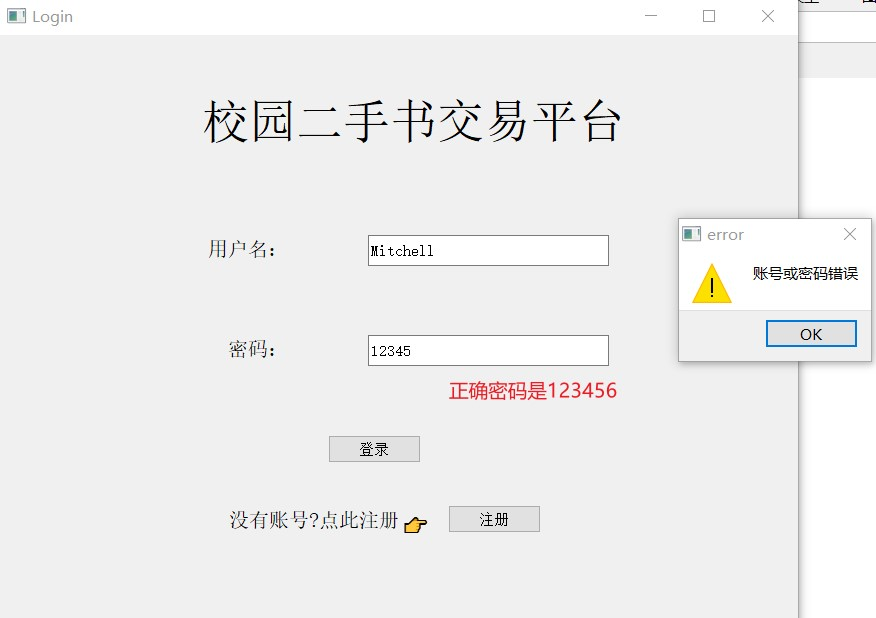 Login
校园二手书交易平台
用户名：
Mitchell
error
账号或密码错误
OK
密码：
12345
正确密码是123456
登录
没有账号?点此注册👉
注册